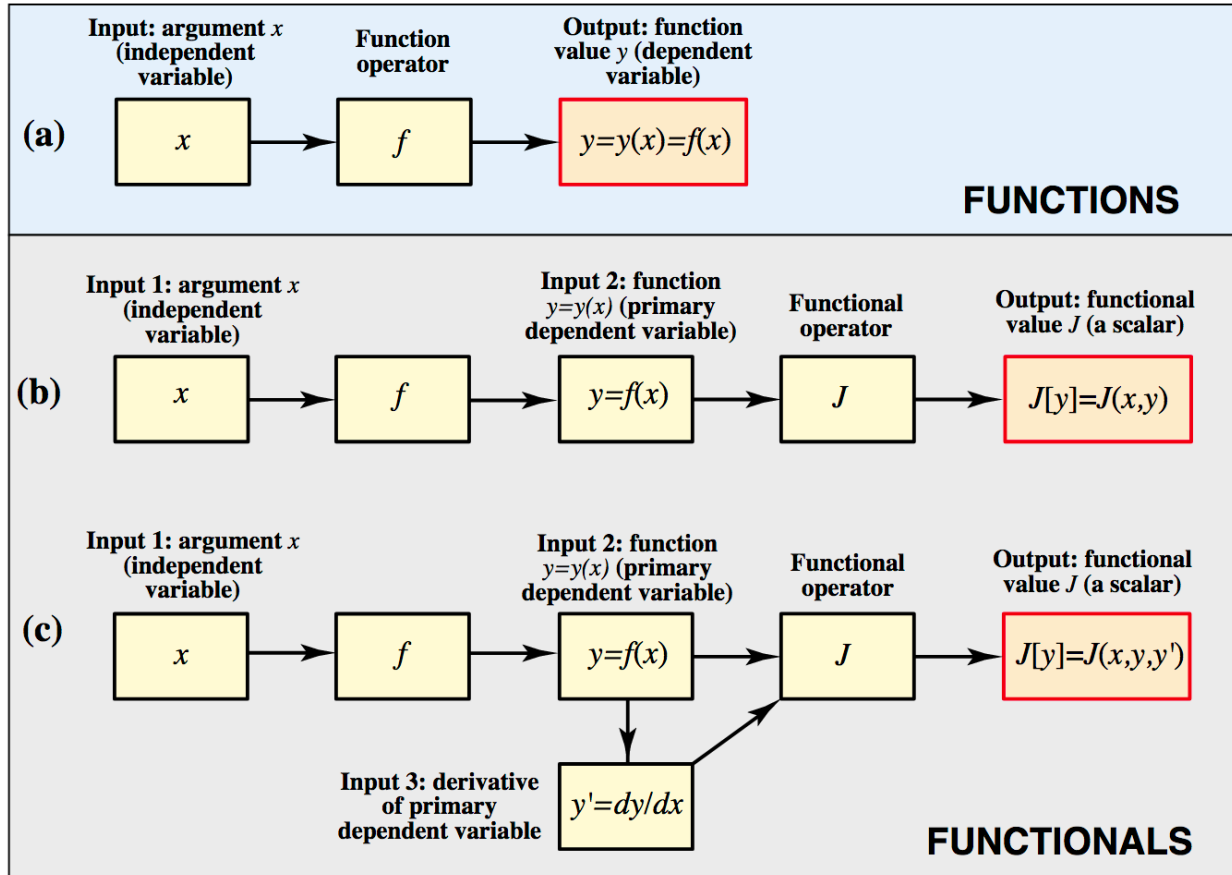 Input: argument x
(independent
variable)
Function
operator
Output: function
value y (dependent
variable)
(a)
x
f
y=y(x)=f(x)
FUNCTIONS
Input 1: argument x
(independent
variable)
Input 2: function
y=y(x) (primary
dependent variable)
Functional
operator
Output: functional
value J (a scalar)
(b)
x
f
y=f(x)
J
J[y]=J(x,y)
Input 1: argument x
(independent
variable)
Input 2: function
y=y(x) (primary
dependent variable)
Functional
operator
Output: functional
value J (a scalar)
(c)
x
f
y=f(x)
J
J[y]=J(x,y,y')
Input 3: derivative
of primary
dependent variable
y'=dy/dx
FUNCTIONALS